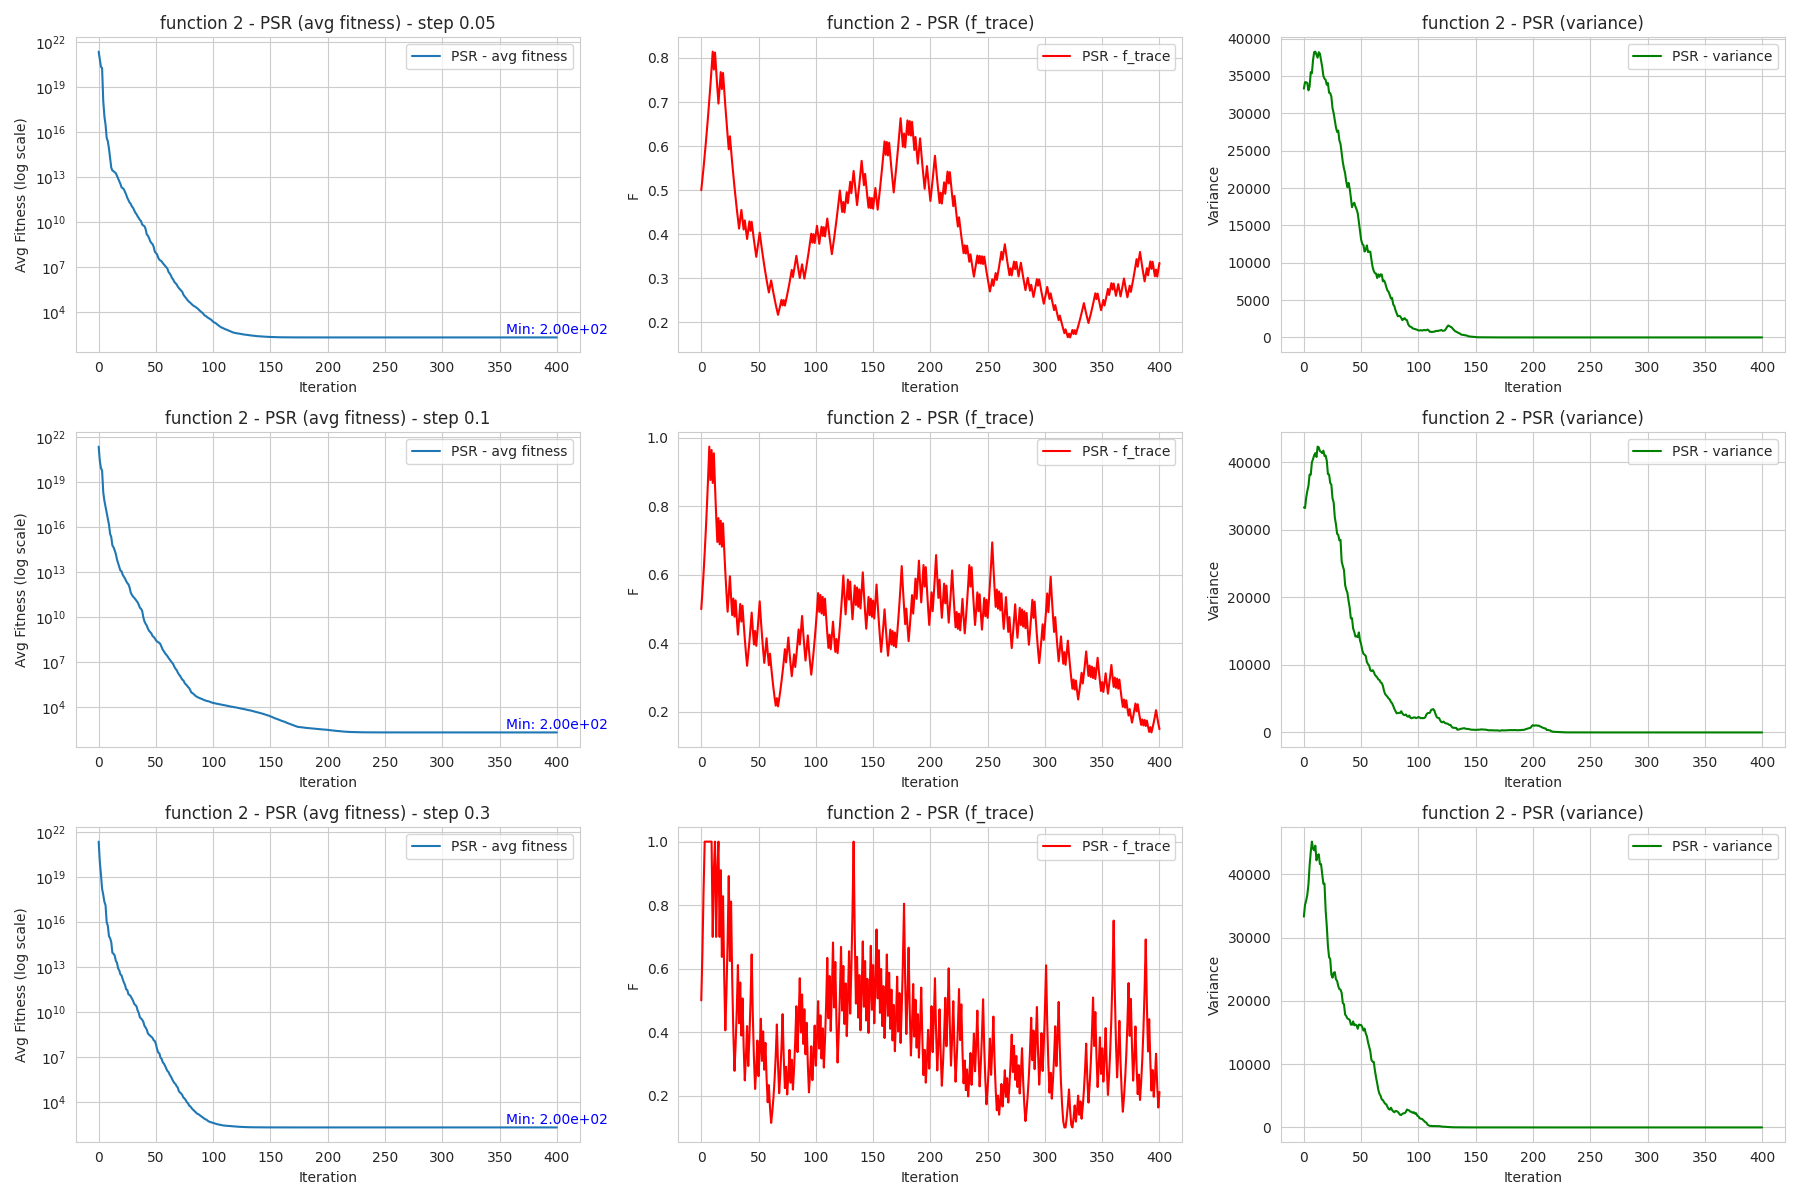 function 2 - PSR (avg fitness) - step 0.05
Avg Fitness (log scale)
10^22
10^19
10^16
10^13
10^10
10^7
10^4
PSR - avg fitness
Min: 2.00e+02
0 50 100 150 200 250 300 350 400
Iteration
function 2 - PSR (f_trace)
F
0.8
0.7
0.6
0.5
0.4
0.3
0.2
PSR - f_trace
0 50 100 150 200 250 300 350 400
Iteration
function 2 - PSR (variance)
Variance
40000
35000
30000
25000
20000
15000
10000
5000
0
PSR - variance
0 50 100 150 200 250 300 350 400
Iteration
function 2 - PSR (avg fitness) - step 0.1
Avg Fitness (log scale)
10^22
10^19
10^16
10^13
10^10
10^7
10^4
PSR - avg fitness
Min: 2.00e+02
0 50 100 150 200 250 300 350 400
Iteration
function 2 - PSR (f_trace)
F
1.0
0.8
0.6
0.4
0.2
PSR - f_trace
0 50 100 150 200 250 300 350 400
Iteration
function 2 - PSR (variance)
Variance
40000
30000
20000
10000
0
PSR - variance
0 50 100 150 200 250 300 350 400
Iteration
function 2 - PSR (avg fitness) - step 0.3
Avg Fitness (log scale)
10^22
10^19
10^16
10^13
10^10
10^7
10^4
PSR - avg fitness
Min: 2.00e+02
0 50 100 150 200 250 300 350 400
Iteration
function 2 - PSR (f_trace)
F
1.0
0.8
0.6
0.4
0.2
PSR - f_trace
0 50 100 150 200 250 300 350 400
Iteration
function 2 - PSR (variance)
Variance
40000
30000
20000
10000
0
PSR - variance
0 50 100 150 200 250 300 350 400
Iteration